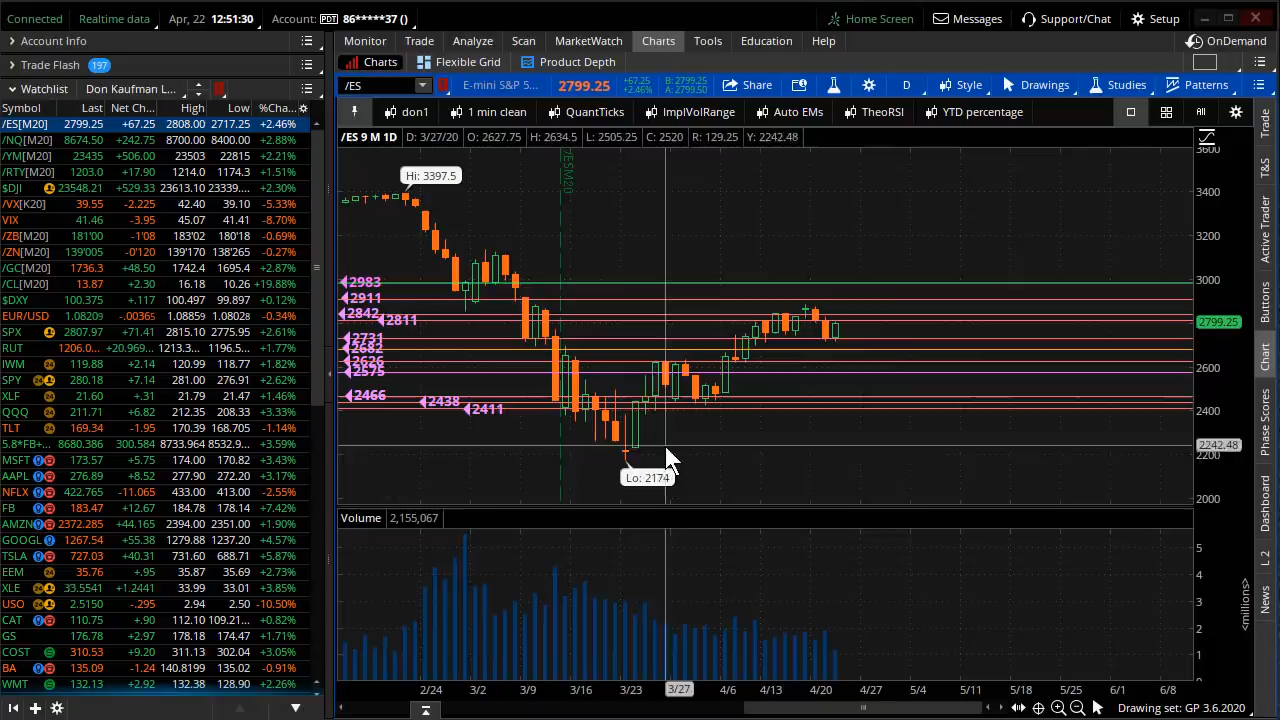 Connected Realtime data Apr, 22 12:51:30 Account: PDT 86*****37 () Home Screen Messages Support/Chat Setup
Account Info
Monitor Trade Analyze Scan MarketWatch Charts Tools Education Help OnDemand
Trade Flash 197
Charts Flexible Grid Product Depth
Watchlist Don Kaufman L...
/ES E-mini S&P 5... 2799.25 +67.25 +2.46% B: 2799.25 A: 2799.50 Share D Style Drawings Studies Patterns
Symbol Last Net Ch... High Low %Cha...
don1 1 min clean QuantTicks ImplVolRange Auto EMs TheoRSI YTD percentage
/ES[M20] 2799.25 +67.25 2808.00 2717.25 +2.46%
/NQ[M20] 8674.50 +242.75 8700.00 8400.00 +2.88%
/YM[M20] 23435 +506.00 23503 22815 +2.21%
/RTY[M20] 1203.0 +17.90 1214.0 1174.3 +1.51%
$DJI 23548.21 +529.33 23613.10 23339.... +2.30%
/VX[K20] 39.55 -2.225 42.40 39.10 -5.33%
VIX 41.46 -3.95 45.07 41.41 -8.70%
/ZB[M20] 181'00 -1'08 183'02 180'18 -0.69%
/ZN[M20] 139'005 -0'120 139'170 138'265 -0.27%
/GC[M20] 1736.3 +48.50 1742.4 1695.4 +2.87%
/CL[M20] 13.87 +2.30 16.18 10.26 +19.88%
$DXY 100.375 +.117 100.497 99.897 +0.12%
EUR/USD 1.08209 -.00365 1.08859 1.08028 -0.34%
SPX 2807.97 +71.41 2815.10 2775.95 +2.61%
RUT 1206.0... +20.969... 1213.3... 1196.5... +1.77%
IWM 119.88 +2.14 120.99 118.77 +1.82%
SPY 280.18 +7.14 281.00 276.91 +2.62%
XLF 21.60 +.31 21.79 21.47 +1.46%
QQQ 211.71 +6.82 212.35 208.33 +3.33%
TLT 169.34 -1.95 170.39 168.705 -1.14%
5.8*FB+... 8680.386 300.584 8733.964 8532.9... +3.59%
MSFT 173.57 +5.75 174.00 170.82 +3.43%
AAPL 276.89 +8.52 277.90 272.20 +3.17%
NFLX 422.765 -11.065 433.00 413.00 -2.55%
FB 183.47 +12.67 184.78 178.14 +7.42%
AMZN 2372.285 +44.165 2394.00 2351.00 +1.90%
GOOGL 1267.54 +55.38 1279.88 1237.20 +4.57%
TSLA 727.03 +40.31 731.60 688.71 +5.87%
EEM 35.76 +.95 35.87 35.69 +2.73%
XLE 33.5541 +1.2441 33.99 33.01 +3.85%
USO 2.5150 -.295 2.94 2.50 -10.50%
CAT 110.75 +.90 112.10 109.21... +0.82%
GS 176.78 +2.97 178.18 174.47 +1.71%
COST 310.53 +9.20 311.13 302.04 +3.05%
BA 135.09 -1.24 140.8199 135.02 -0.91%
WMT 132.13 +2.92 132.38 128.90 +2.26%
/ES 9 M 1D D: 3/27/20 O: 2627.75 H: 2634.5 L: 2505.25 C: 2520 R: 129.25 Y: 2242.48
/ESM20
Hi: 3397.5
2983
2911
2842
2811
2731
2682
2626
2575
2466
2438
2411
Lo: 2174
3600
3400
3200
3000
2799.25
2600
2400
2242.48
2200
2000
Volume 2,155,067
5
4
3
2
1
0
<millions>
2/24 3/2 3/9 3/16 3/23 3/27 4/6 4/13 4/20 4/27 5/4 5/11 5/18 5/25 6/1 6/8
Drawing set: GP 3.6.2020
Trade
T&S
Active Trader
Buttons
Chart
Phase Scores
Dashboard
L 2
News
All